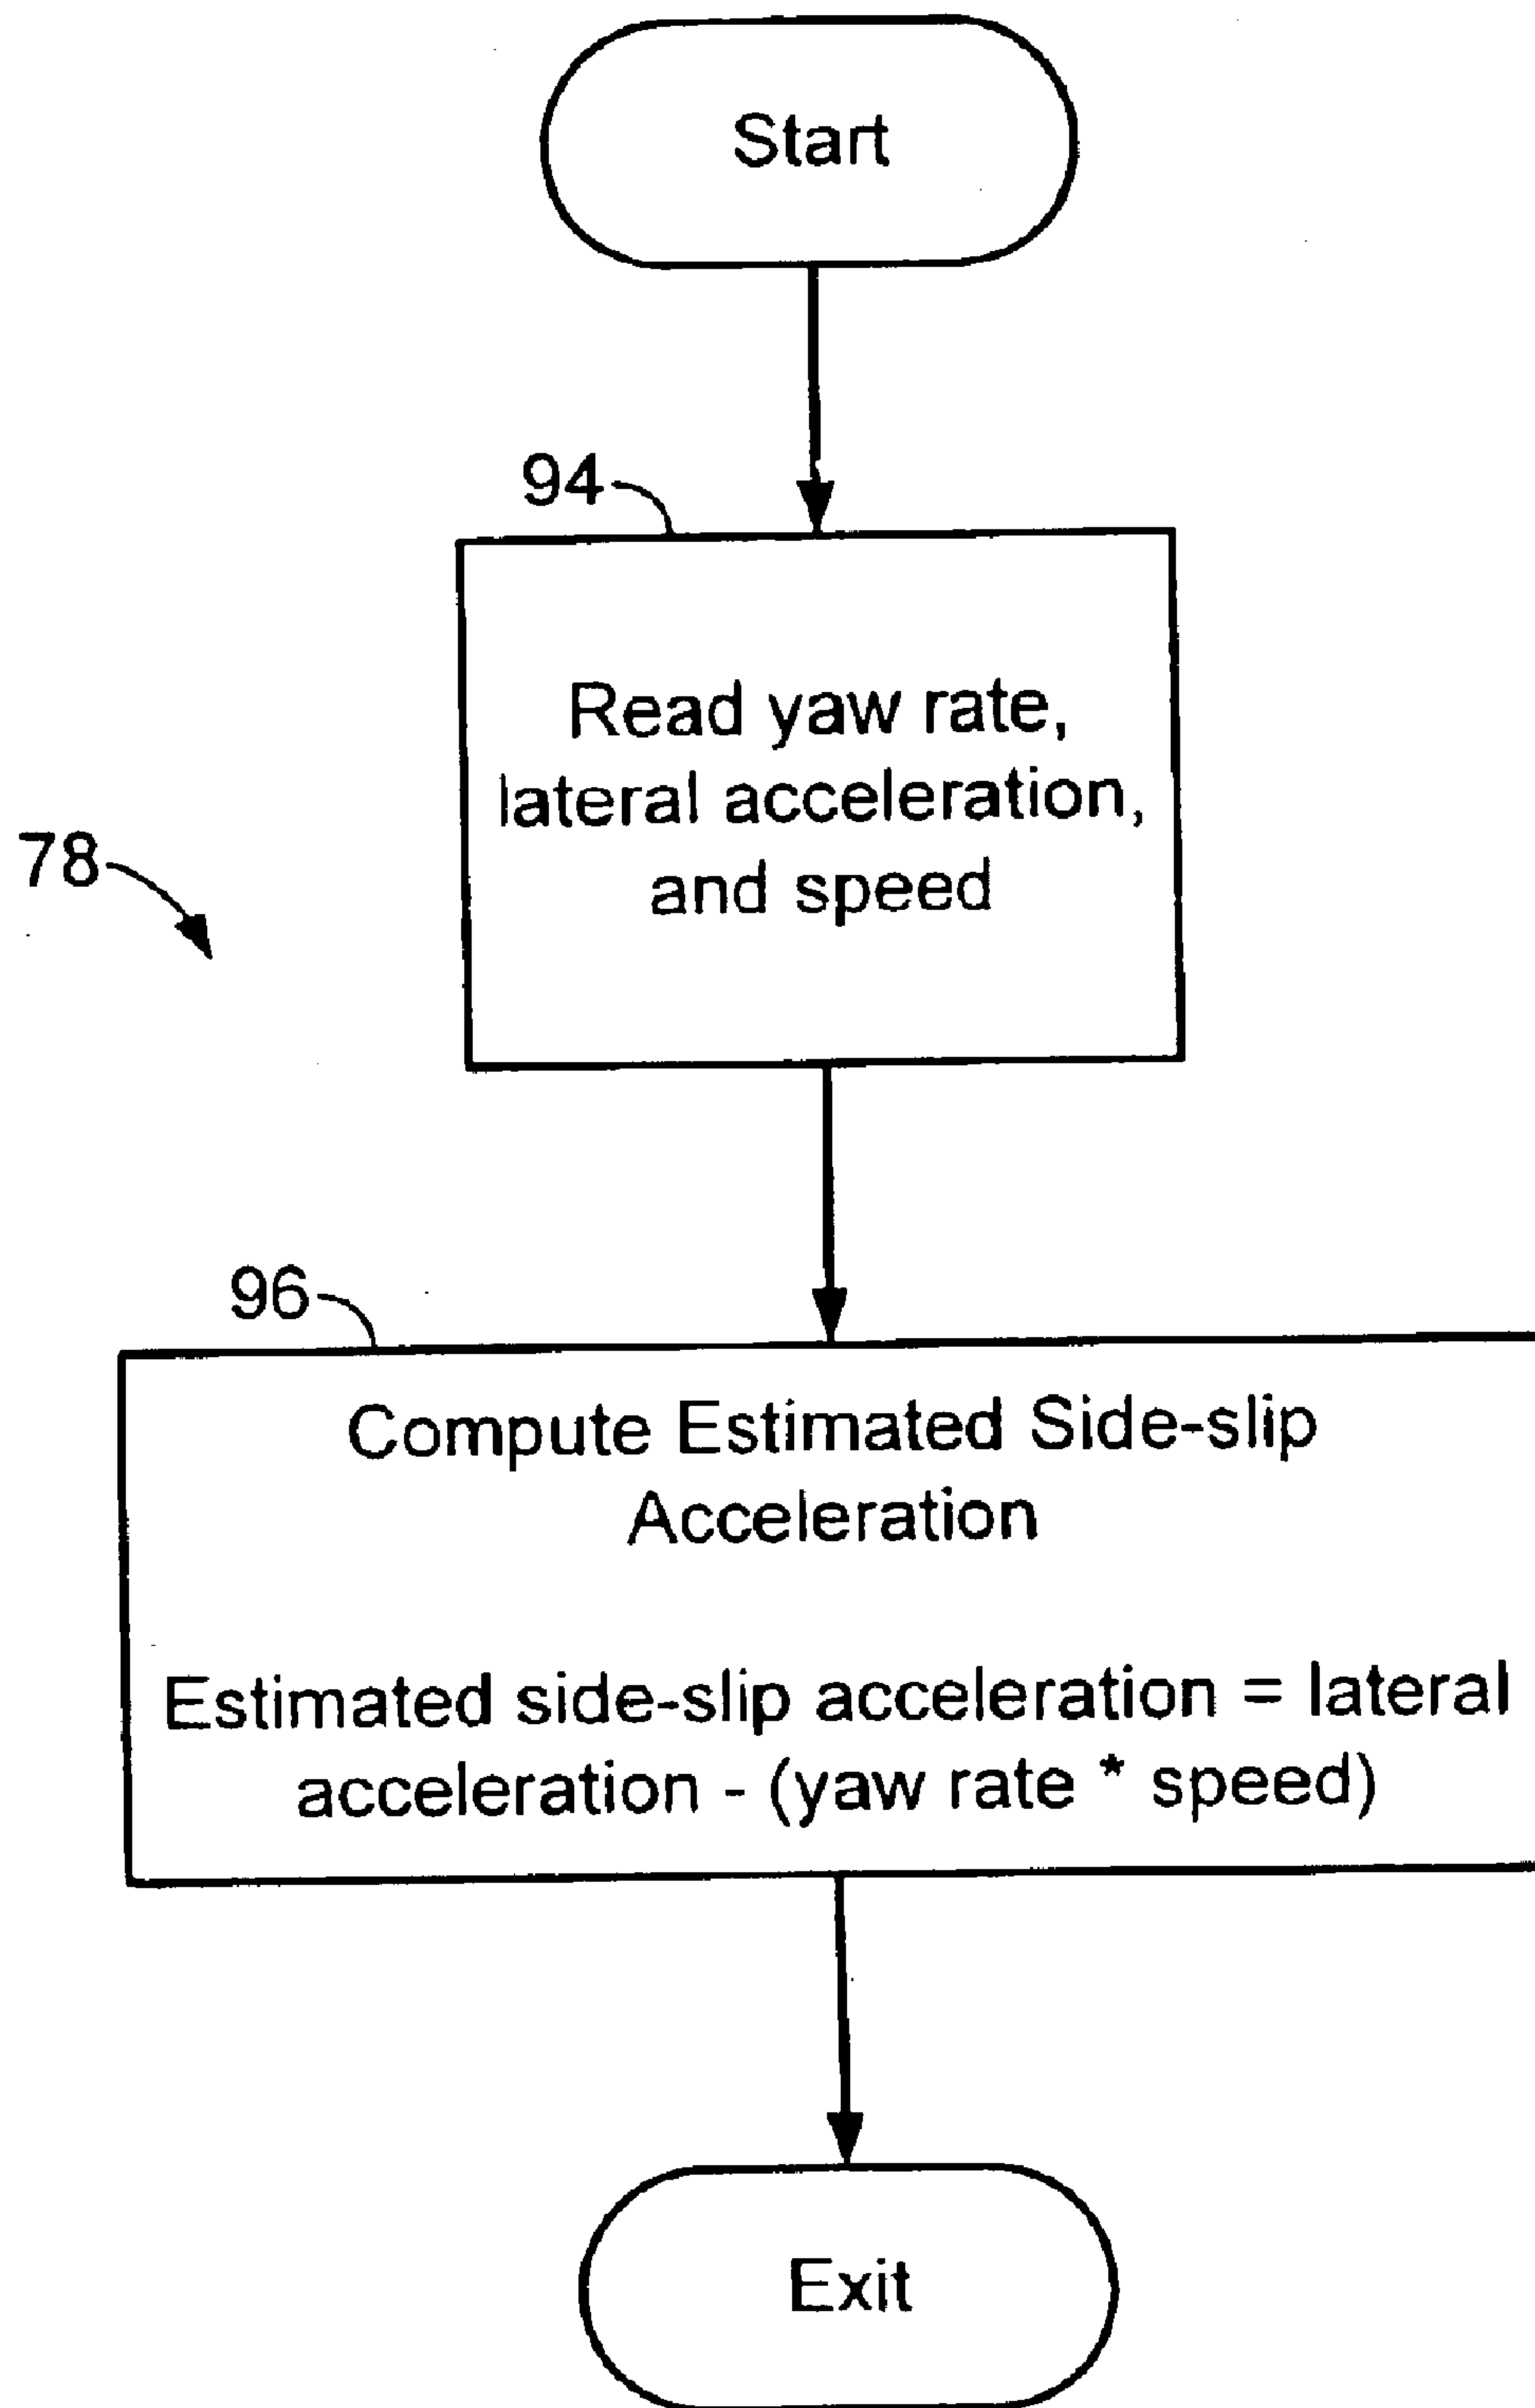 Start
94
Read yaw rate,
lateral acceleration,
and speed
78
96
Compute Estimated Side-slip
Acceleration
Estimated side-slip acceleration = lateral
acceleration - (yaw rate * speed)
Exit